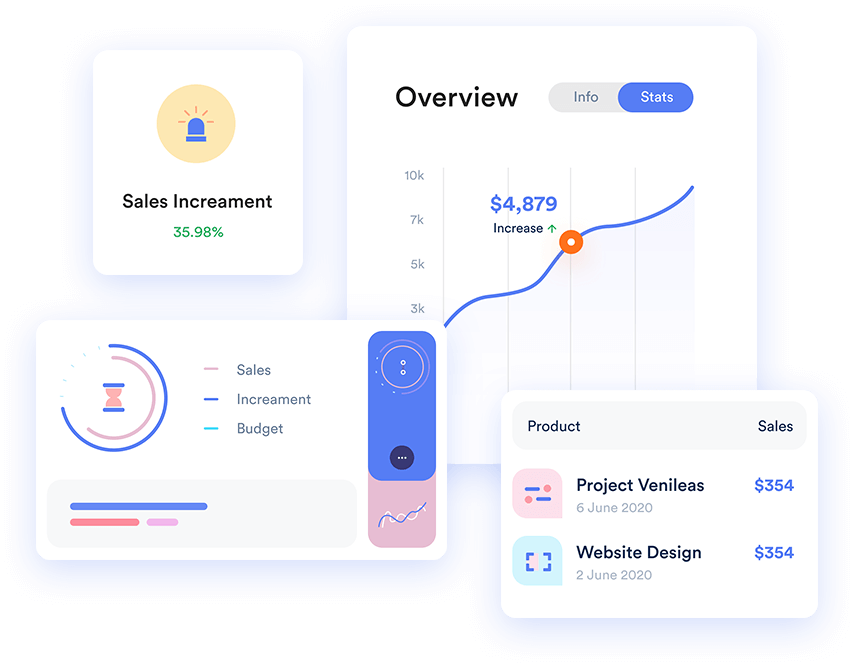 Sales Increament
35.98%
Overview
Info
Stats
10k
7k
5k
3k
$4,879
Increase ↑
Sales
Increament
Budget
Product Sales
Project Venileas $354
6 June 2020
Website Design $354
2 June 2020